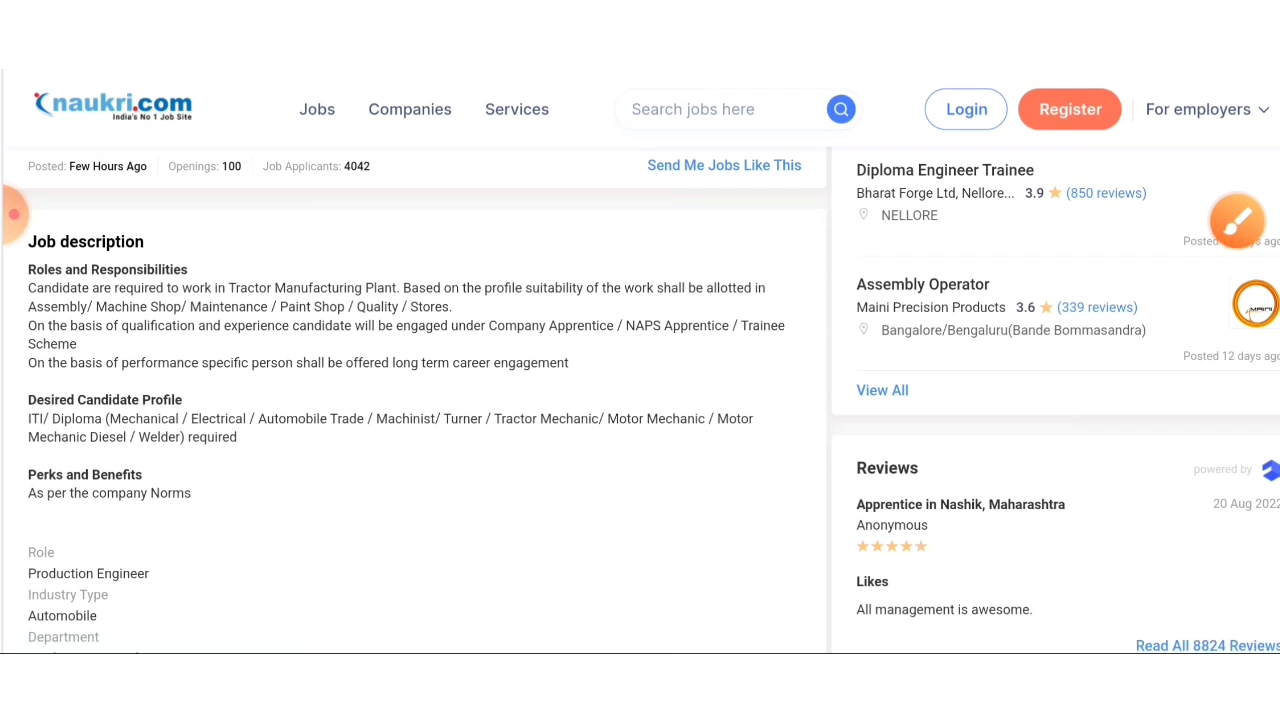 naukri.com
India's No 1 Job Site
Jobs Companies Services
Search jobs here
Login
Register
For employers
Posted: Few Hours Ago Openings: 100 Job Applicants: 4042
Send Me Jobs Like This
Job description
Roles and Responsibilities
Candidate are required to work in Tractor Manufacturing Plant. Based on the profile suitability of the work shall be allotted in
Assembly/ Machine Shop/ Maintenance / Paint Shop / Quality / Stores.
On the basis of qualification and experience candidate will be engaged under Company Apprentice / NAPS Apprentice / Trainee
Scheme
On the basis of performance specific person shall be offered long term career engagement
Desired Candidate Profile
ITI/ Diploma (Mechanical / Electrical / Automobile Trade / Machinist/ Turner / Tractor Mechanic/ Motor Mechanic / Motor
Mechanic Diesel / Welder) required
Perks and Benefits
As per the company Norms
Role
Production Engineer
Industry Type
Automobile
Department
Diploma Engineer Trainee
Bharat Forge Ltd, Nellore... 3.9 (850 reviews)
NELLORE
Posted days ago
Assembly Operator
Maini Precision Products 3.6 (339 reviews)
MAINI
Bangalore/Bengaluru(Bande Bommasandra)
Posted 12 days ago
View All
Reviews
powered by
Apprentice in Nashik, Maharashtra
20 Aug 2022
Anonymous
Likes
All management is awesome.
Read All 8824 Reviews